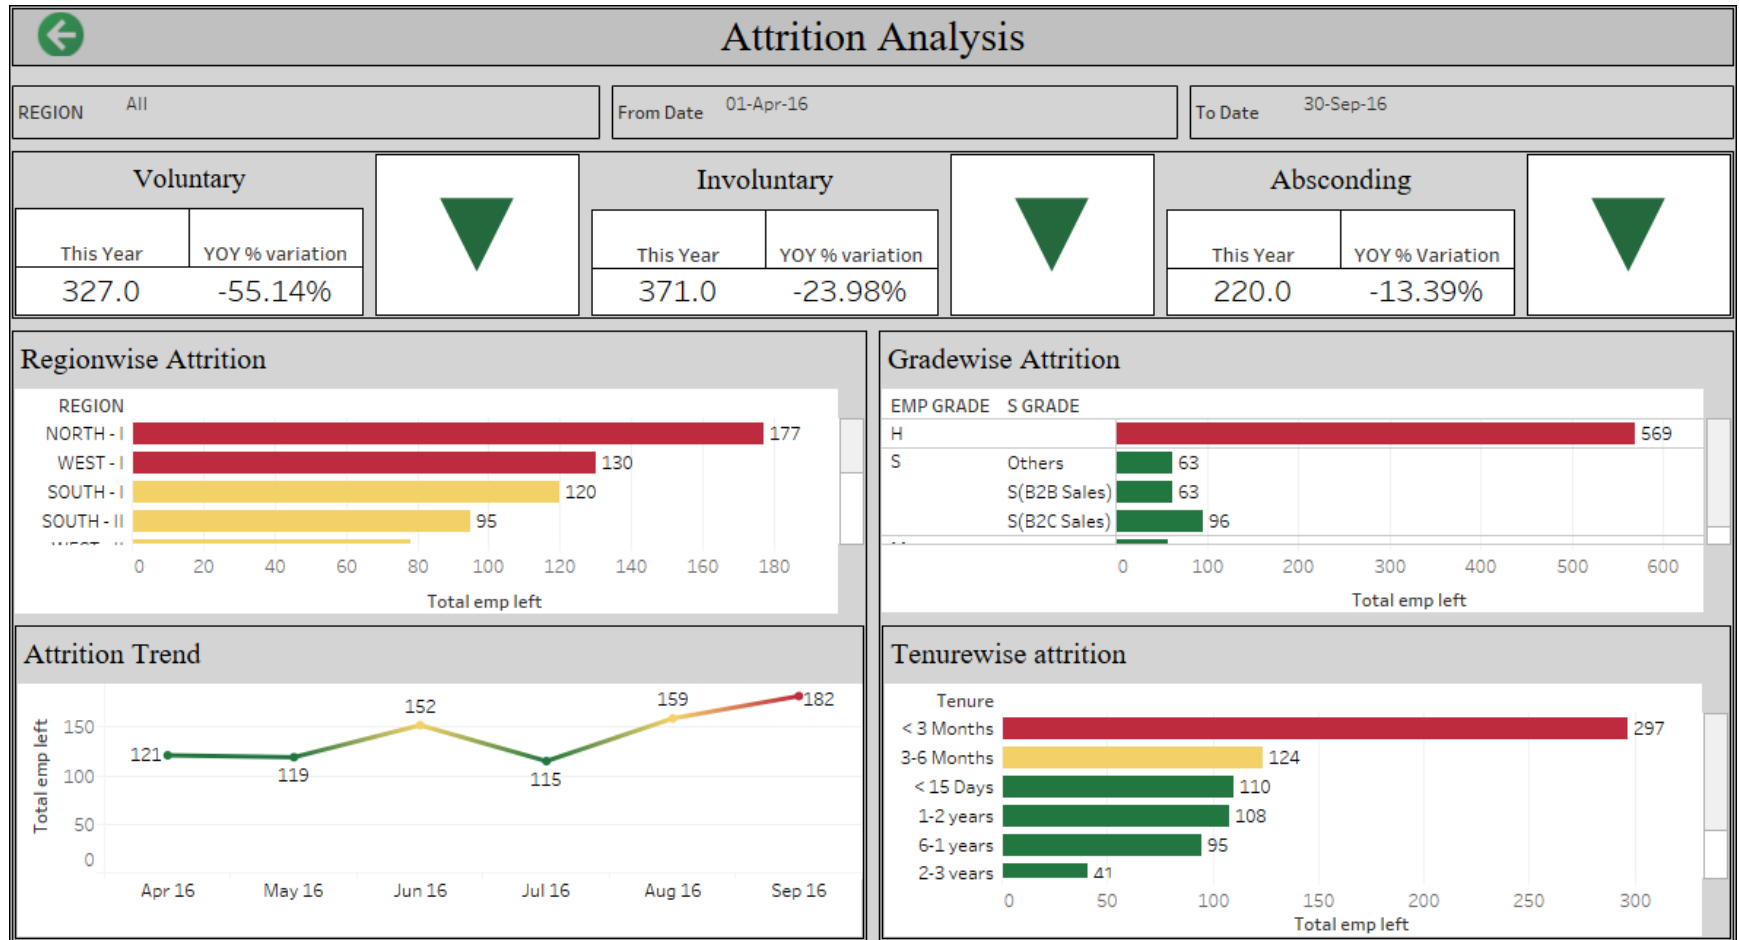 Attrition Analysis
REGION All
From Date 01-Apr-16
To Date 30-Sep-16
Voluntary
This Year YOY % variation
327.0 -55.14%
Involuntary
This Year YOY % variation
371.0 -23.98%
Absconding
This Year YOY % Variation
220.0 -13.39%
Regionwise Attrition
REGION
NORTH - I 177
WEST - I 130
SOUTH - I 120
SOUTH - II 95
0 20 40 60 80 100 120 140 160 180
Total emp left
Gradewise Attrition
EMP GRADE S GRADE
H 569
S Others 63
S(B2B Sales) 63
S(B2C Sales) 96
0 100 200 300 400 500 600
Total emp left
Attrition Trend
Total emp left
150
100
50
0
121
119
152
115
159
182
Apr 16 May 16 Jun 16 Jul 16 Aug 16 Sep 16
Tenurewise attrition
Tenure
< 3 Months 297
3-6 Months 124
< 15 Days 110
1-2 years 108
6-1 years 95
2-3 years 41
0 50 100 150 200 250 300
Total emp left